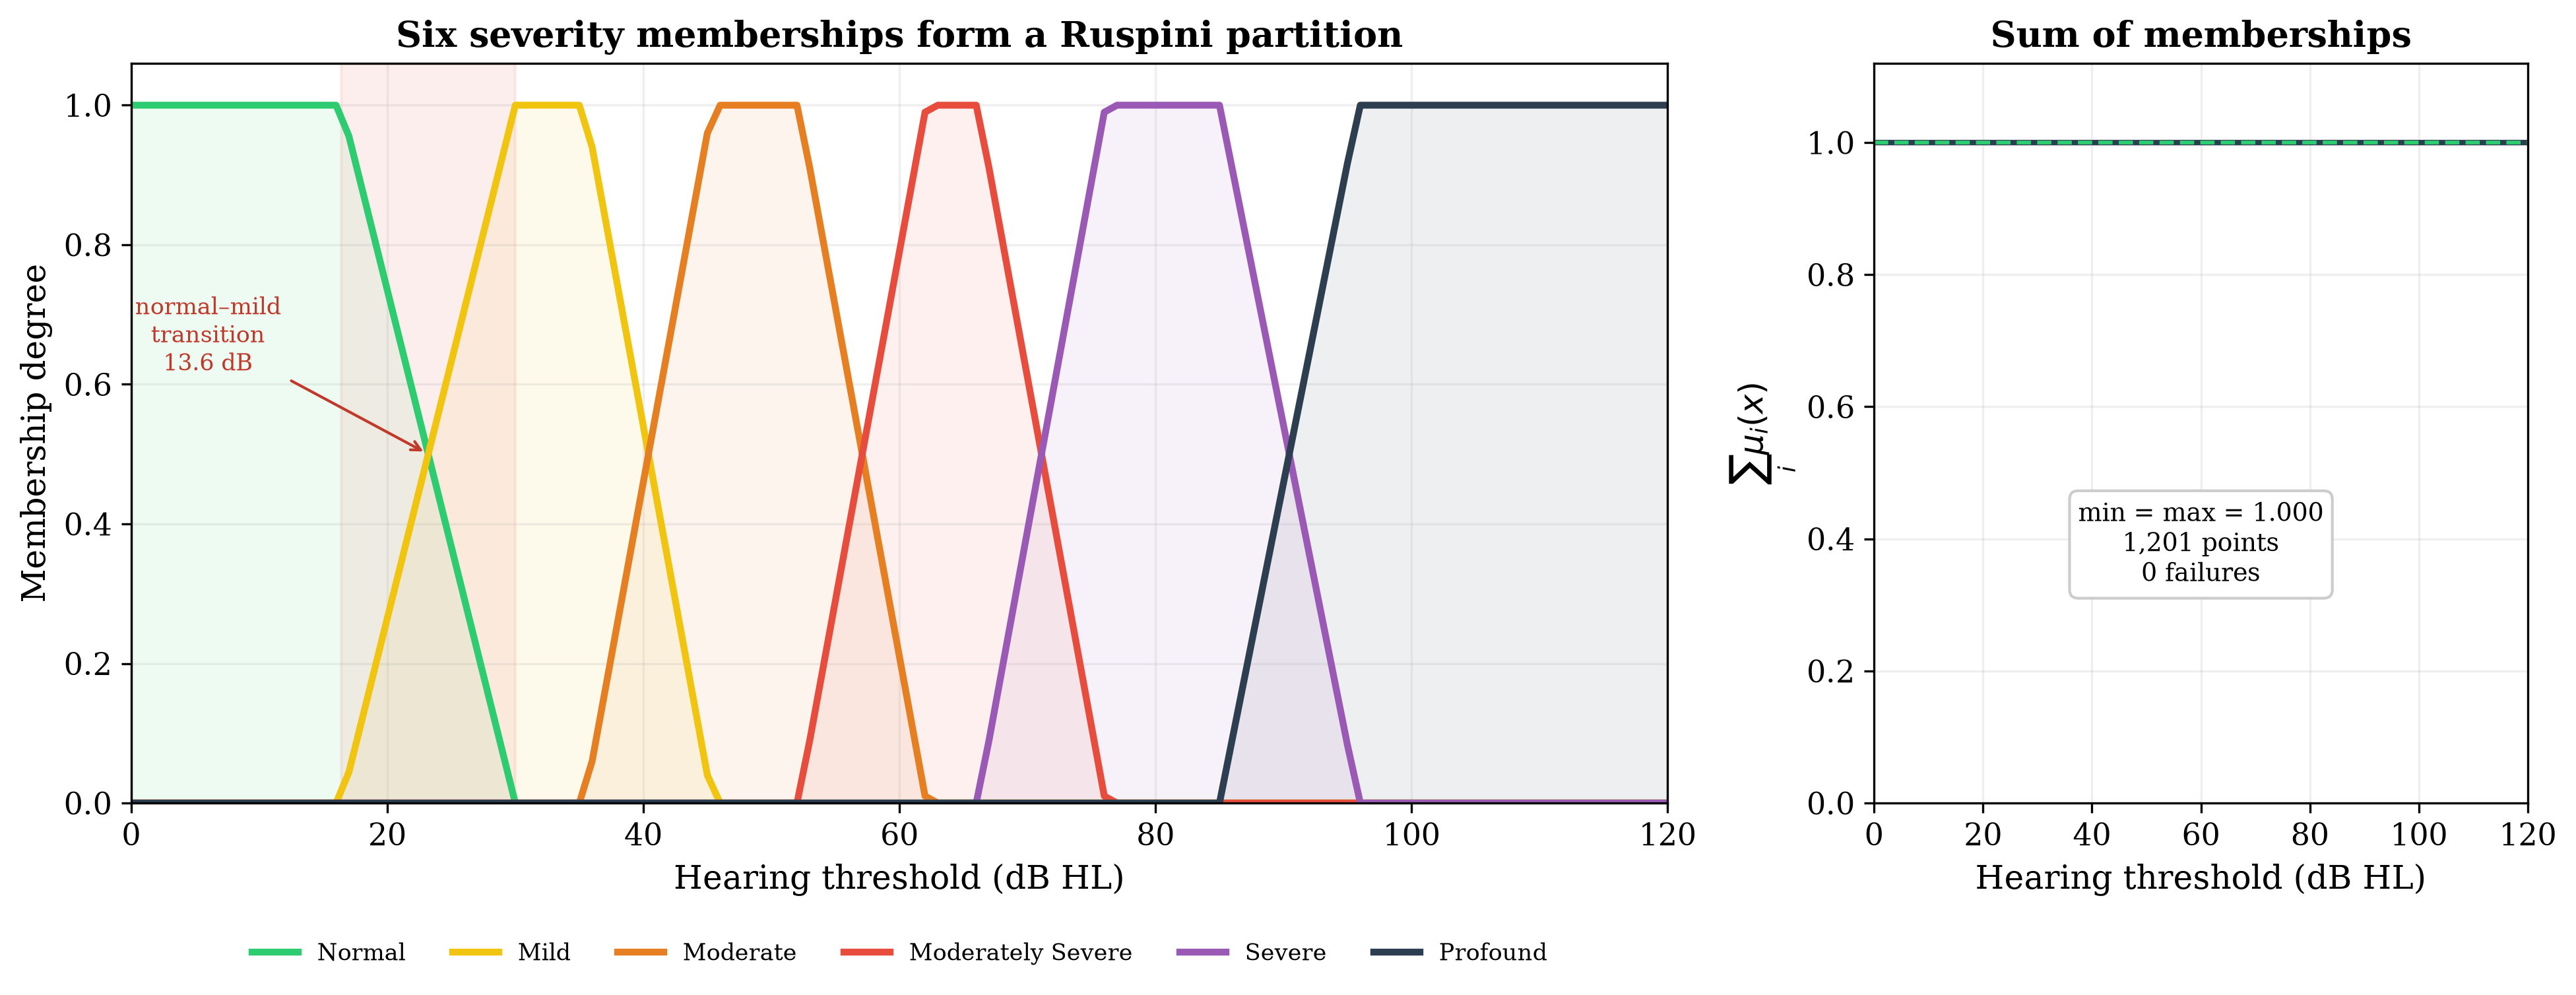 Six severity memberships form a Ruspini partition
Membership degree
1.0
0.8
0.6
0.4
0.2
0.0
normal–mild
transition
13.6 dB
0 20 40 60 80 100 120
Hearing threshold (dB HL)
Normal Mild Moderate Moderately Severe Severe Profound
Sum of memberships
∑ᵢ μᵢ(x)
1.0
0.8
0.6
0.4
0.2
0.0
min = max = 1.000
1,201 points
0 failures
0 20 40 60 80 100 120
Hearing threshold (dB HL)